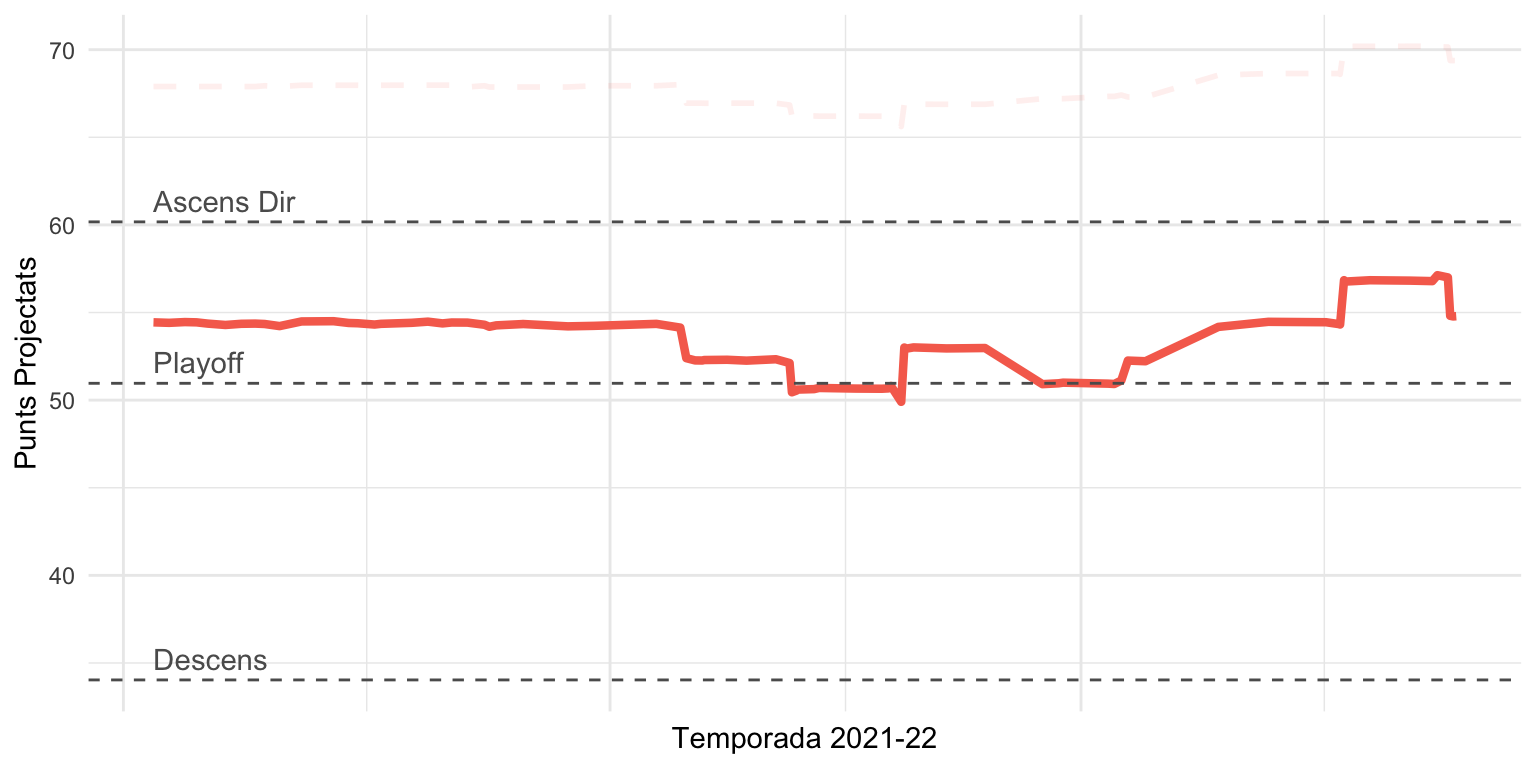 70
Ascens Dir
60
Playoff
50
40
Descens
Punts Projectats
Temporada 2021-22